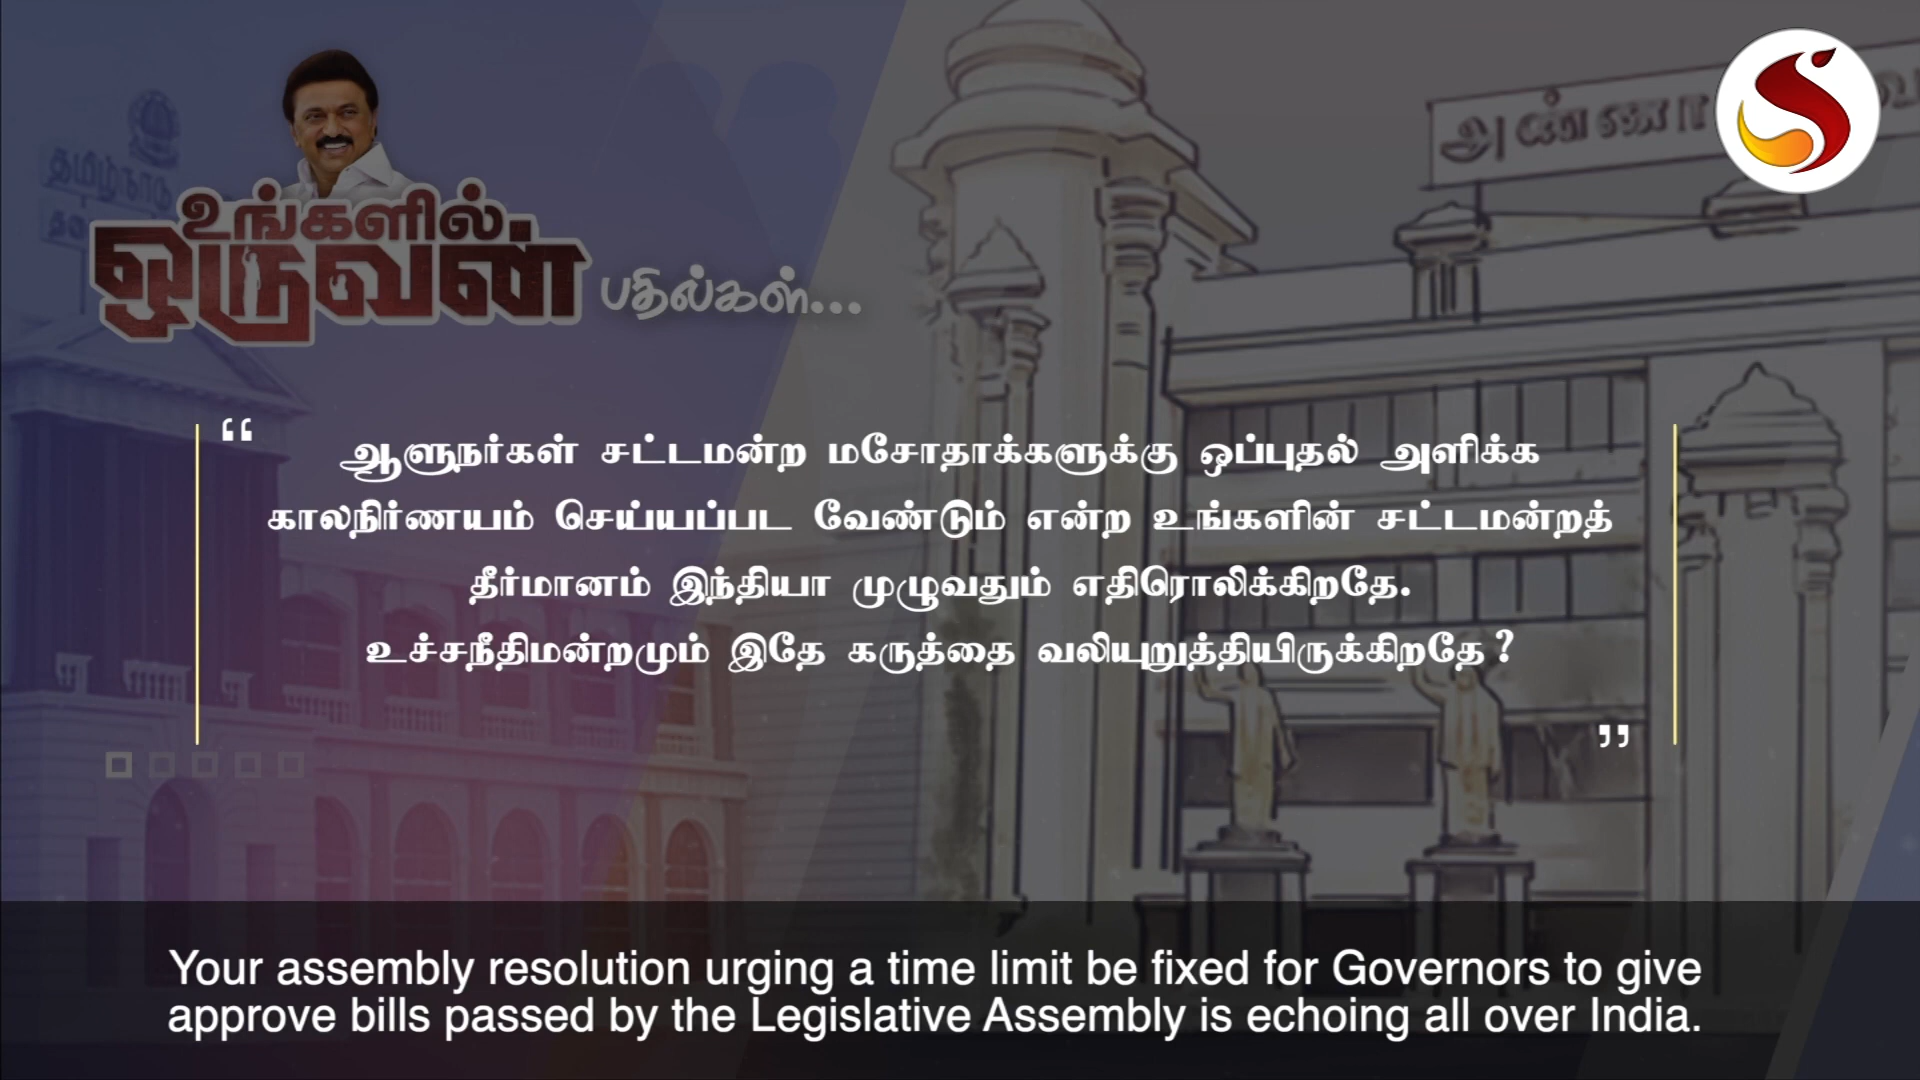 தமிழ்நாடு
உங்களில்
ஒருவன்
பதில்கள்...
அண்ணா
“
ஆளுநர்கள் சட்டமன்ற மசோதாக்களுக்கு ஒப்புதல் அளிக்க
காலநிர்ணயம் செய்யப்பட வேண்டும் என்ற உங்களின் சட்டமன்றத்
தீர்மானம் இந்தியா முழுவதும் எதிரொலிக்கிறதே.
உச்சநீதிமன்றமும் இதே கருத்தை வலியுறுத்தியிருக்கிறதே?
”
Your assembly resolution urging a time limit be fixed for Governors to give
approve bills passed by the Legislative Assembly is echoing all over India.